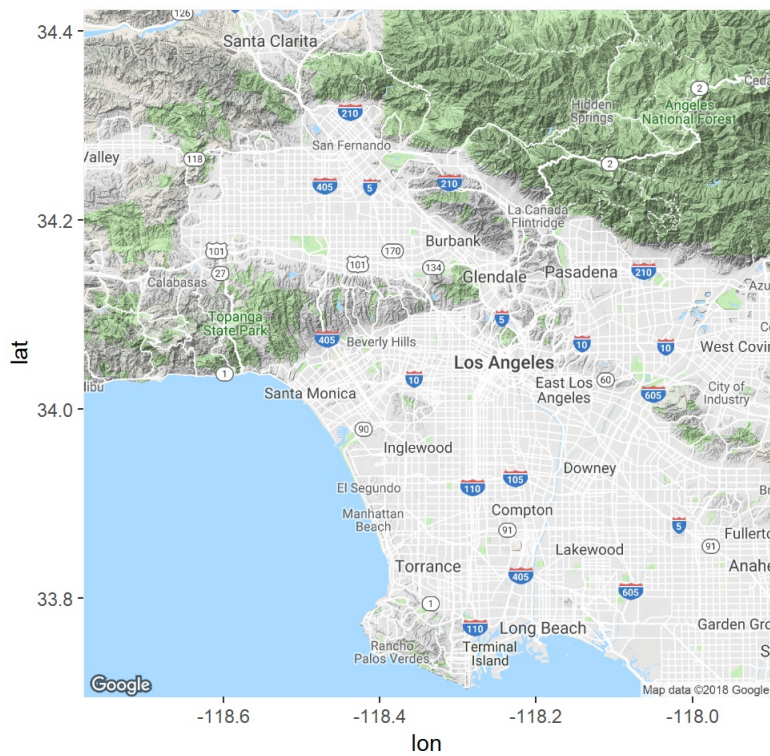 34.4
126
Santa Clarita
2
Ceda
Hidden
Springs
Angeles
National Forest
210
San Fernando
Valley
118
2
405
5
210
34.2
La Cañada
Flintridge
Burbank
101
170
101
134
Glendale
Pasadena
210
27
Calabasas
Azu
Topanga
State Park
5
405
Beverly Hills
10
10
West Covin
Los Angeles
1
10
East Los
Angeles
60
605
City of
Industry
libu
Santa Monica
34.0
90
Inglewood
Downey
El Segundo
110
105
Manhattan
Beach
Compton
91
5
Fullerto
91
Lakewood
Torrance
405
Anahe
605
33.8
1
110
Long Beach
Garden Gro
Rancho
Palos Verdes
Terminal
Island
S
Google
Map data ©2018 Google
-118.6
-118.4
-118.2
-118.0
lon
lat